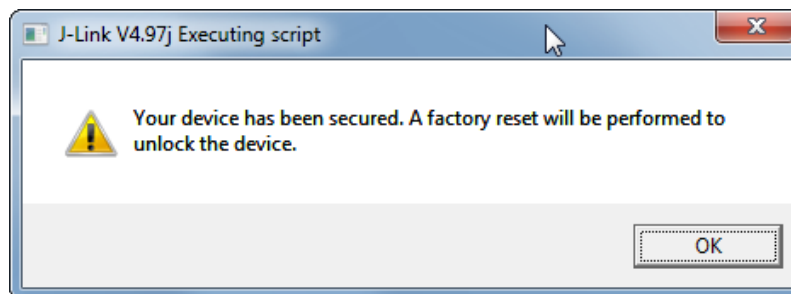 J-Link V4.97j Executing script
Your device has been secured. A factory reset will be performed to
unlock the device.
OK